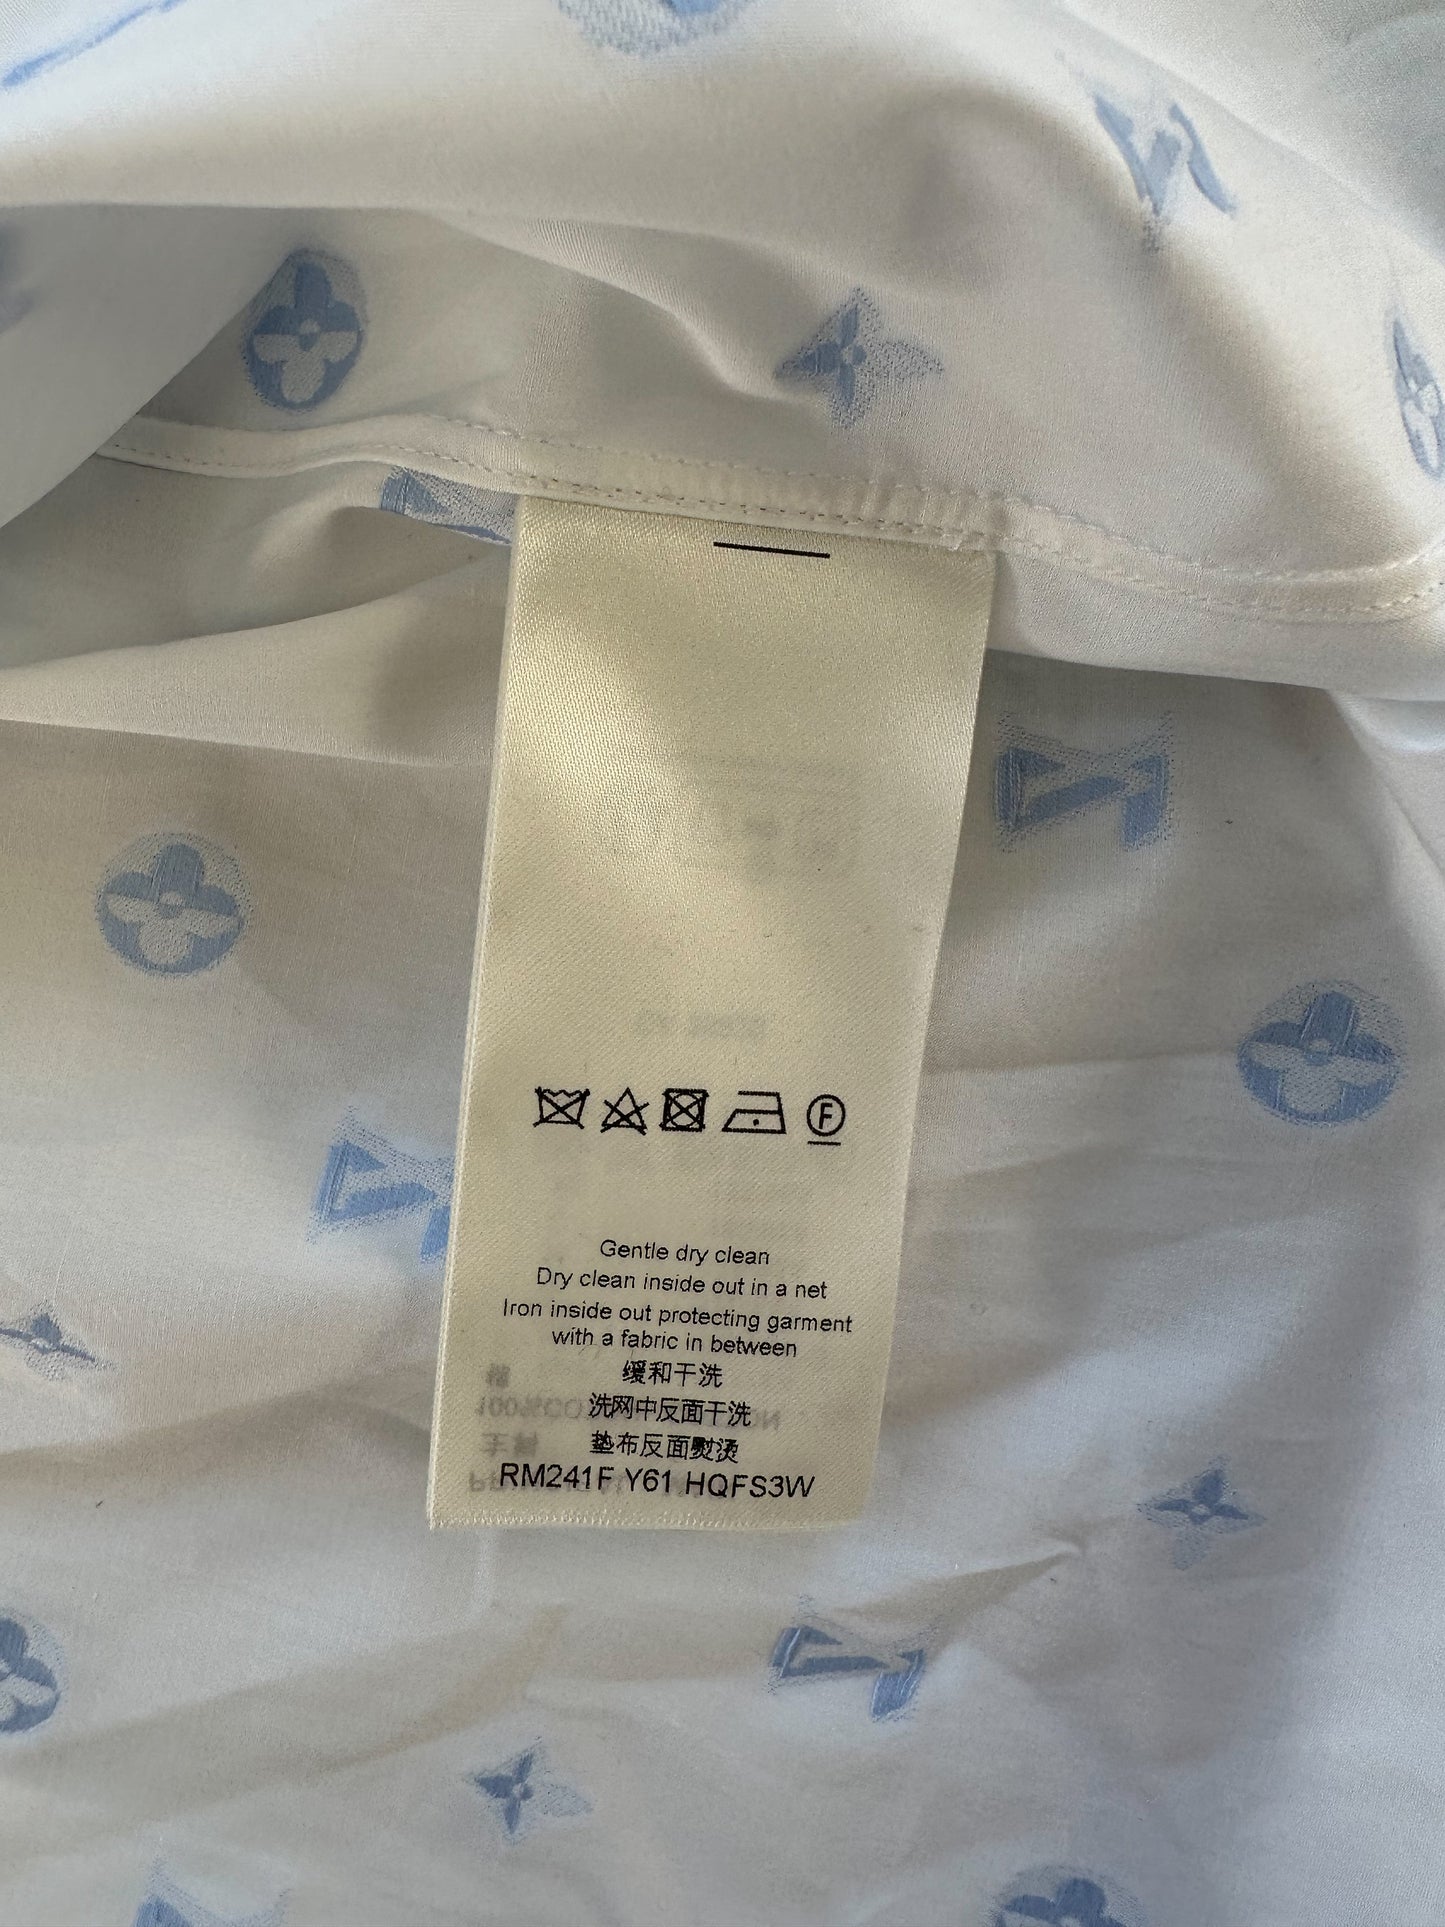 F
Gentle dry clean
Dry clean inside out in a net
Iron inside out protecting garment
with a fabric in between
缓和干洗
洗网中反面干洗
垫布反面熨烫
RM241F Y61 HQFS3W